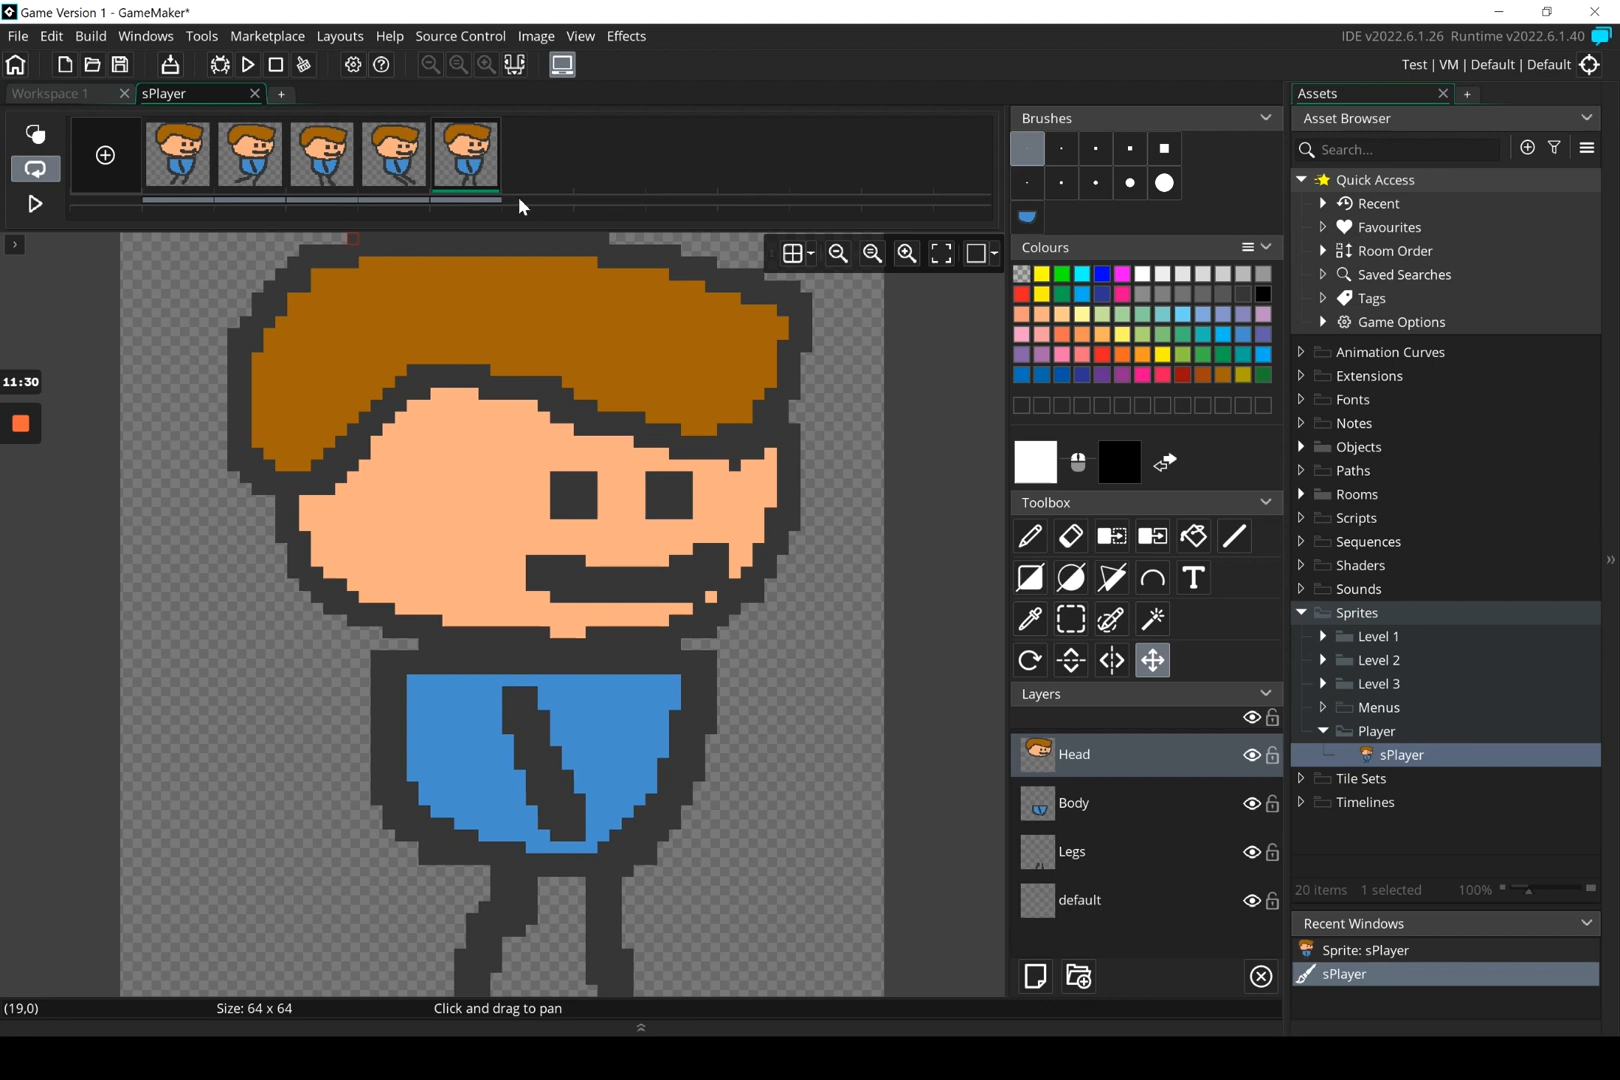 Game Version 1 - GameMaker*
File Edit Build Windows Tools Marketplace Layouts Help Source Control Image View Effects
IDE v2022.6.1.26 Runtime v2022.6.1.40
Test | VM | Default | Default
Workspace 1
sPlayer
Assets
Brushes
Asset Browser
Search...
Quick Access
Recent
Favourites
Room Order
Saved Searches
Tags
Game Options
Colours
11:30
Animation Curves
Extensions
Fonts
Notes
Objects
Paths
Rooms
Scripts
Sequences
Shaders
Sounds
Sprites
Level 1
Level 2
Level 3
Menus
Player
sPlayer
Tile Sets
Timelines
Toolbox
T
Layers
Head
Body
Legs
default
20 items 1 selected 100%
Recent Windows
Sprite: sPlayer
sPlayer
(19,0) Size: 64 x 64 Click and drag to pan